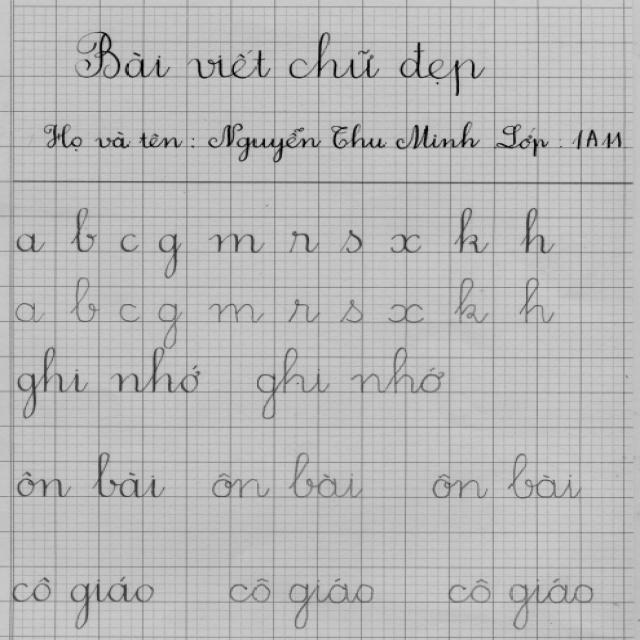 Bài viết chữ đẹp
Họ và tên : Nguyễn Thu Minh Lớp : 1A11
a b c g m r s x k h
a b c g m r s x k h
ghi nhớ ghi nhớ
ôn bài ôn bài ôn bài
cô giáo cô giáo cô giáo